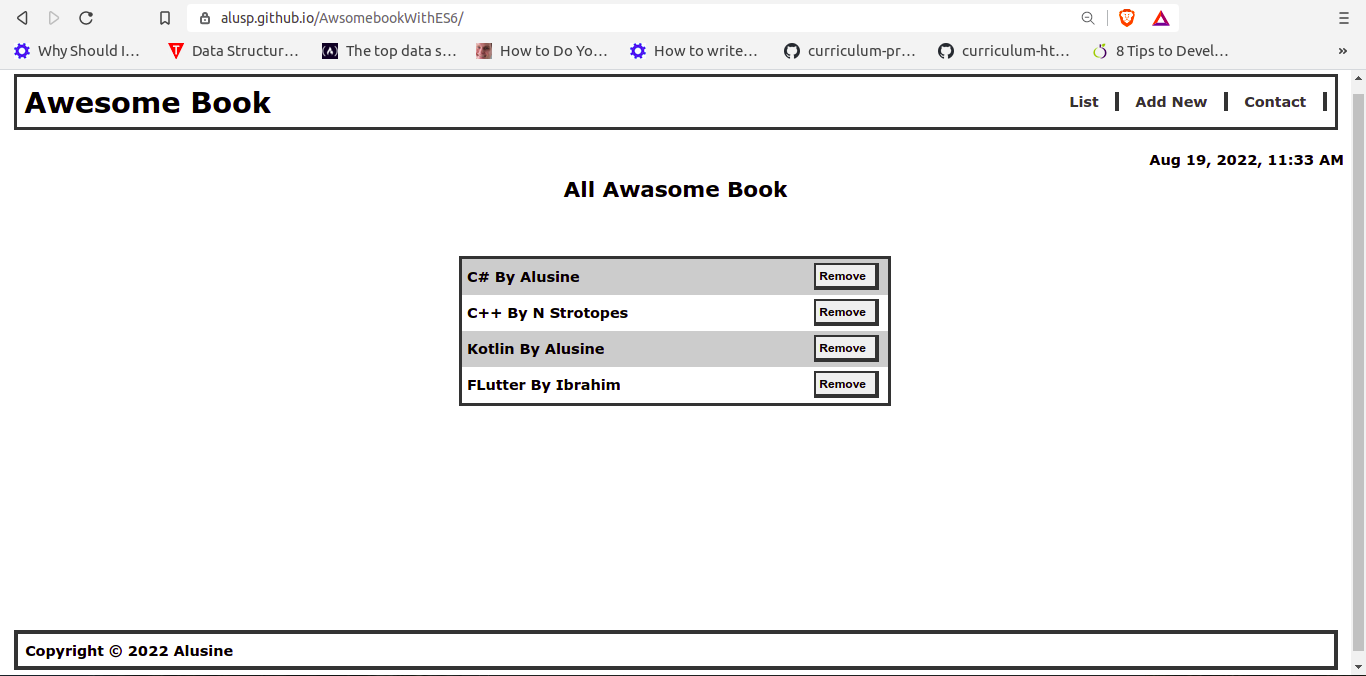 alusp.github.io/AwsomebookWithES6/
Why Should I... Data Structur... The top data s... How to Do Yo... How to write... curriculum-pr... curriculum-ht... 8 Tips to Devel... »
Awesome Book List Add New Contact
Aug 19, 2022, 11:33 AM
All Awasome Book
C# By Alusine Remove
C++ By N Strotopes Remove
Kotlin By Alusine Remove
FLutter By Ibrahim Remove
Copyright © 2022 Alusine